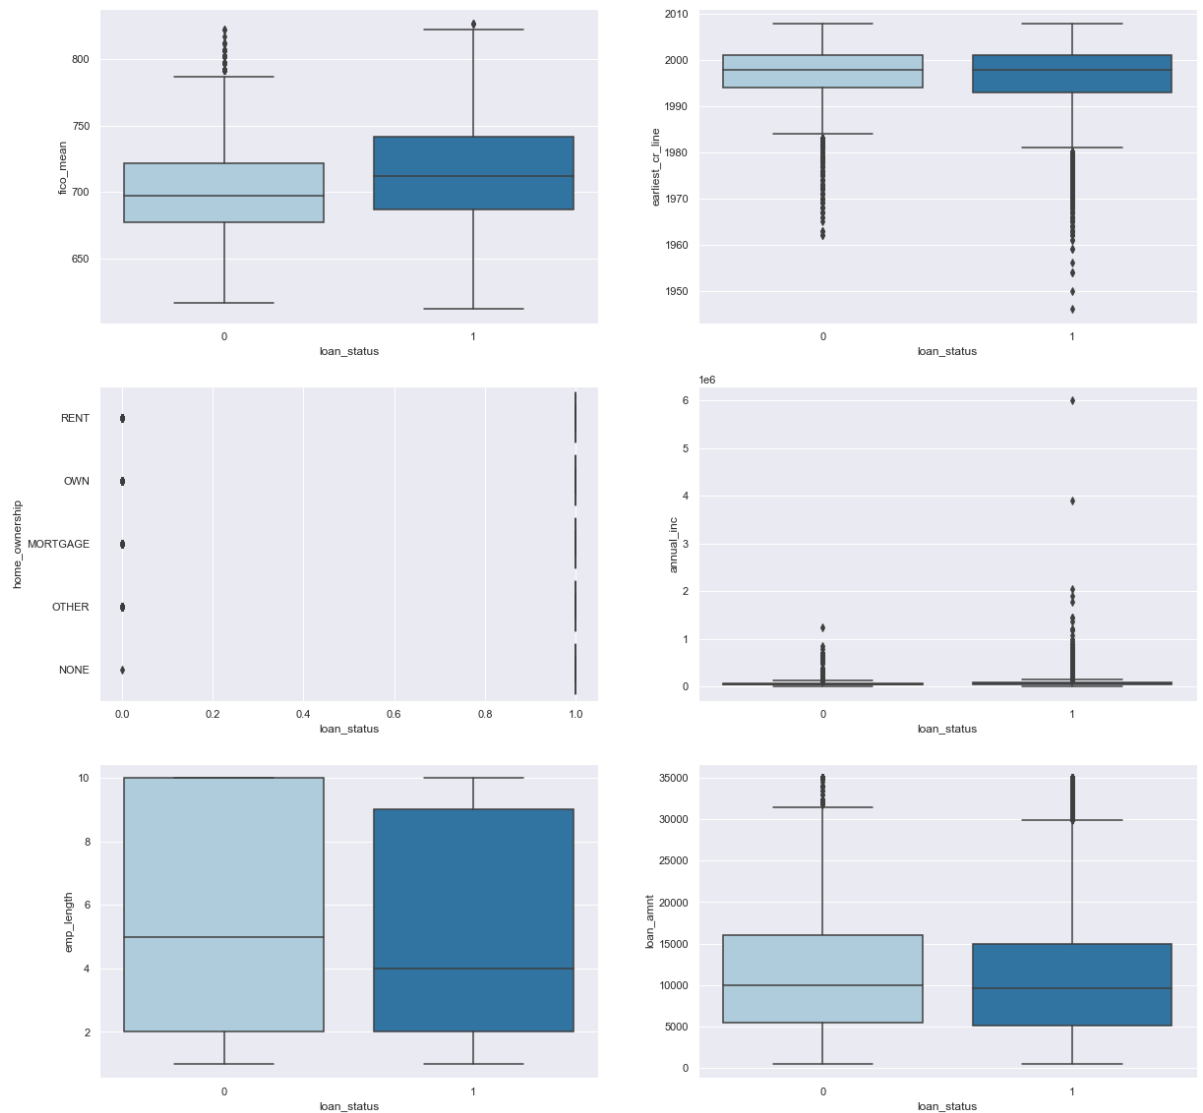 800
750
700
650
fico_mean
0 1
loan_status
2010
2000
1990
1980
1970
1960
1950
earliest_cr_line
0 1
loan_status
RENT
OWN
MORTGAGE
OTHER
NONE
home_ownership
0.0 0.2 0.4 0.6 0.8 1.0
loan_status
1e6
6
5
4
3
2
1
0
annual_inc
0 1
loan_status
10
8
6
4
2
emp_length
0 1
loan_status
35000
30000
25000
20000
15000
10000
5000
0
loan_amnt
0 1
loan_status